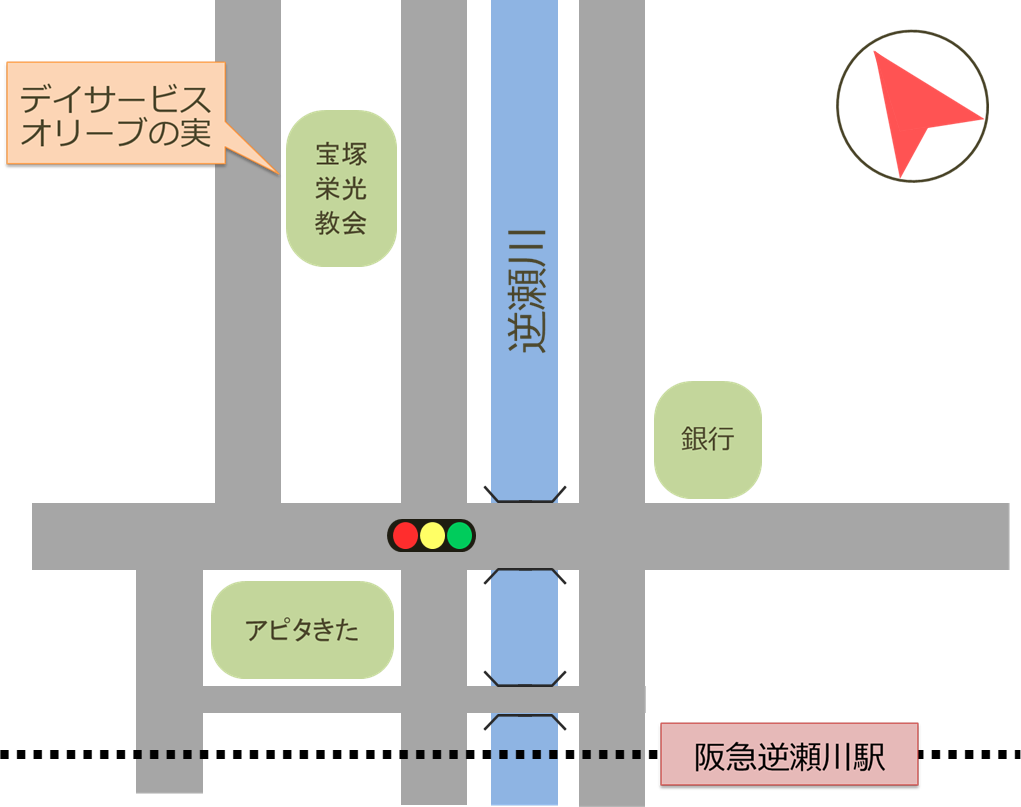 デイサービス
オリーブの実
宝塚
栄光
教会
逆瀬川
銀行
アピタきた
阪急逆瀬川駅